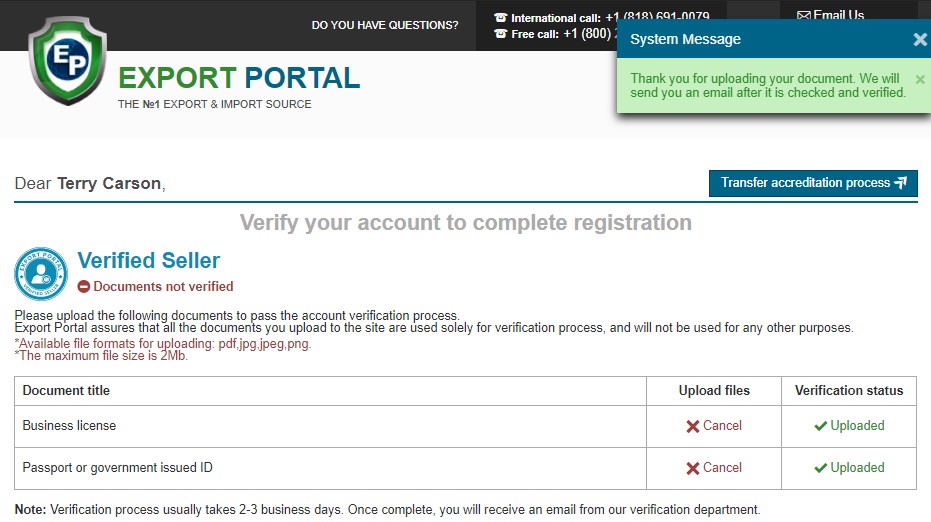 DO YOU HAVE QUESTIONS?
☎ International call: +1 (818) 691-0079
☎ Free call: +1 (800)
Email Us
System Message
Thank you for uploading your document. We will
send you an email after it is checked and verified.
EP
EXPORT PORTAL
THE №1 EXPORT & IMPORT SOURCE
Dear Terry Carson,
Transfer accreditation process
Verify your account to complete registration
EXPORT PORTAL
VERIFIED SELLER
Verified Seller
Documents not verified
Please upload the following documents to pass the account verification process.
Export Portal assures that all the documents you upload to the site are used solely for verification process, and will not be used for any other purposes.
*Available file formats for uploading: pdf,jpg,jpeg,png.
*The maximum file size is 2Mb.
Document title Upload files Verification status
Business license Cancel Uploaded
Passport or government issued ID Cancel Uploaded
Note: Verification process usually takes 2-3 business days. Once complete, you will receive an email from our verification department.